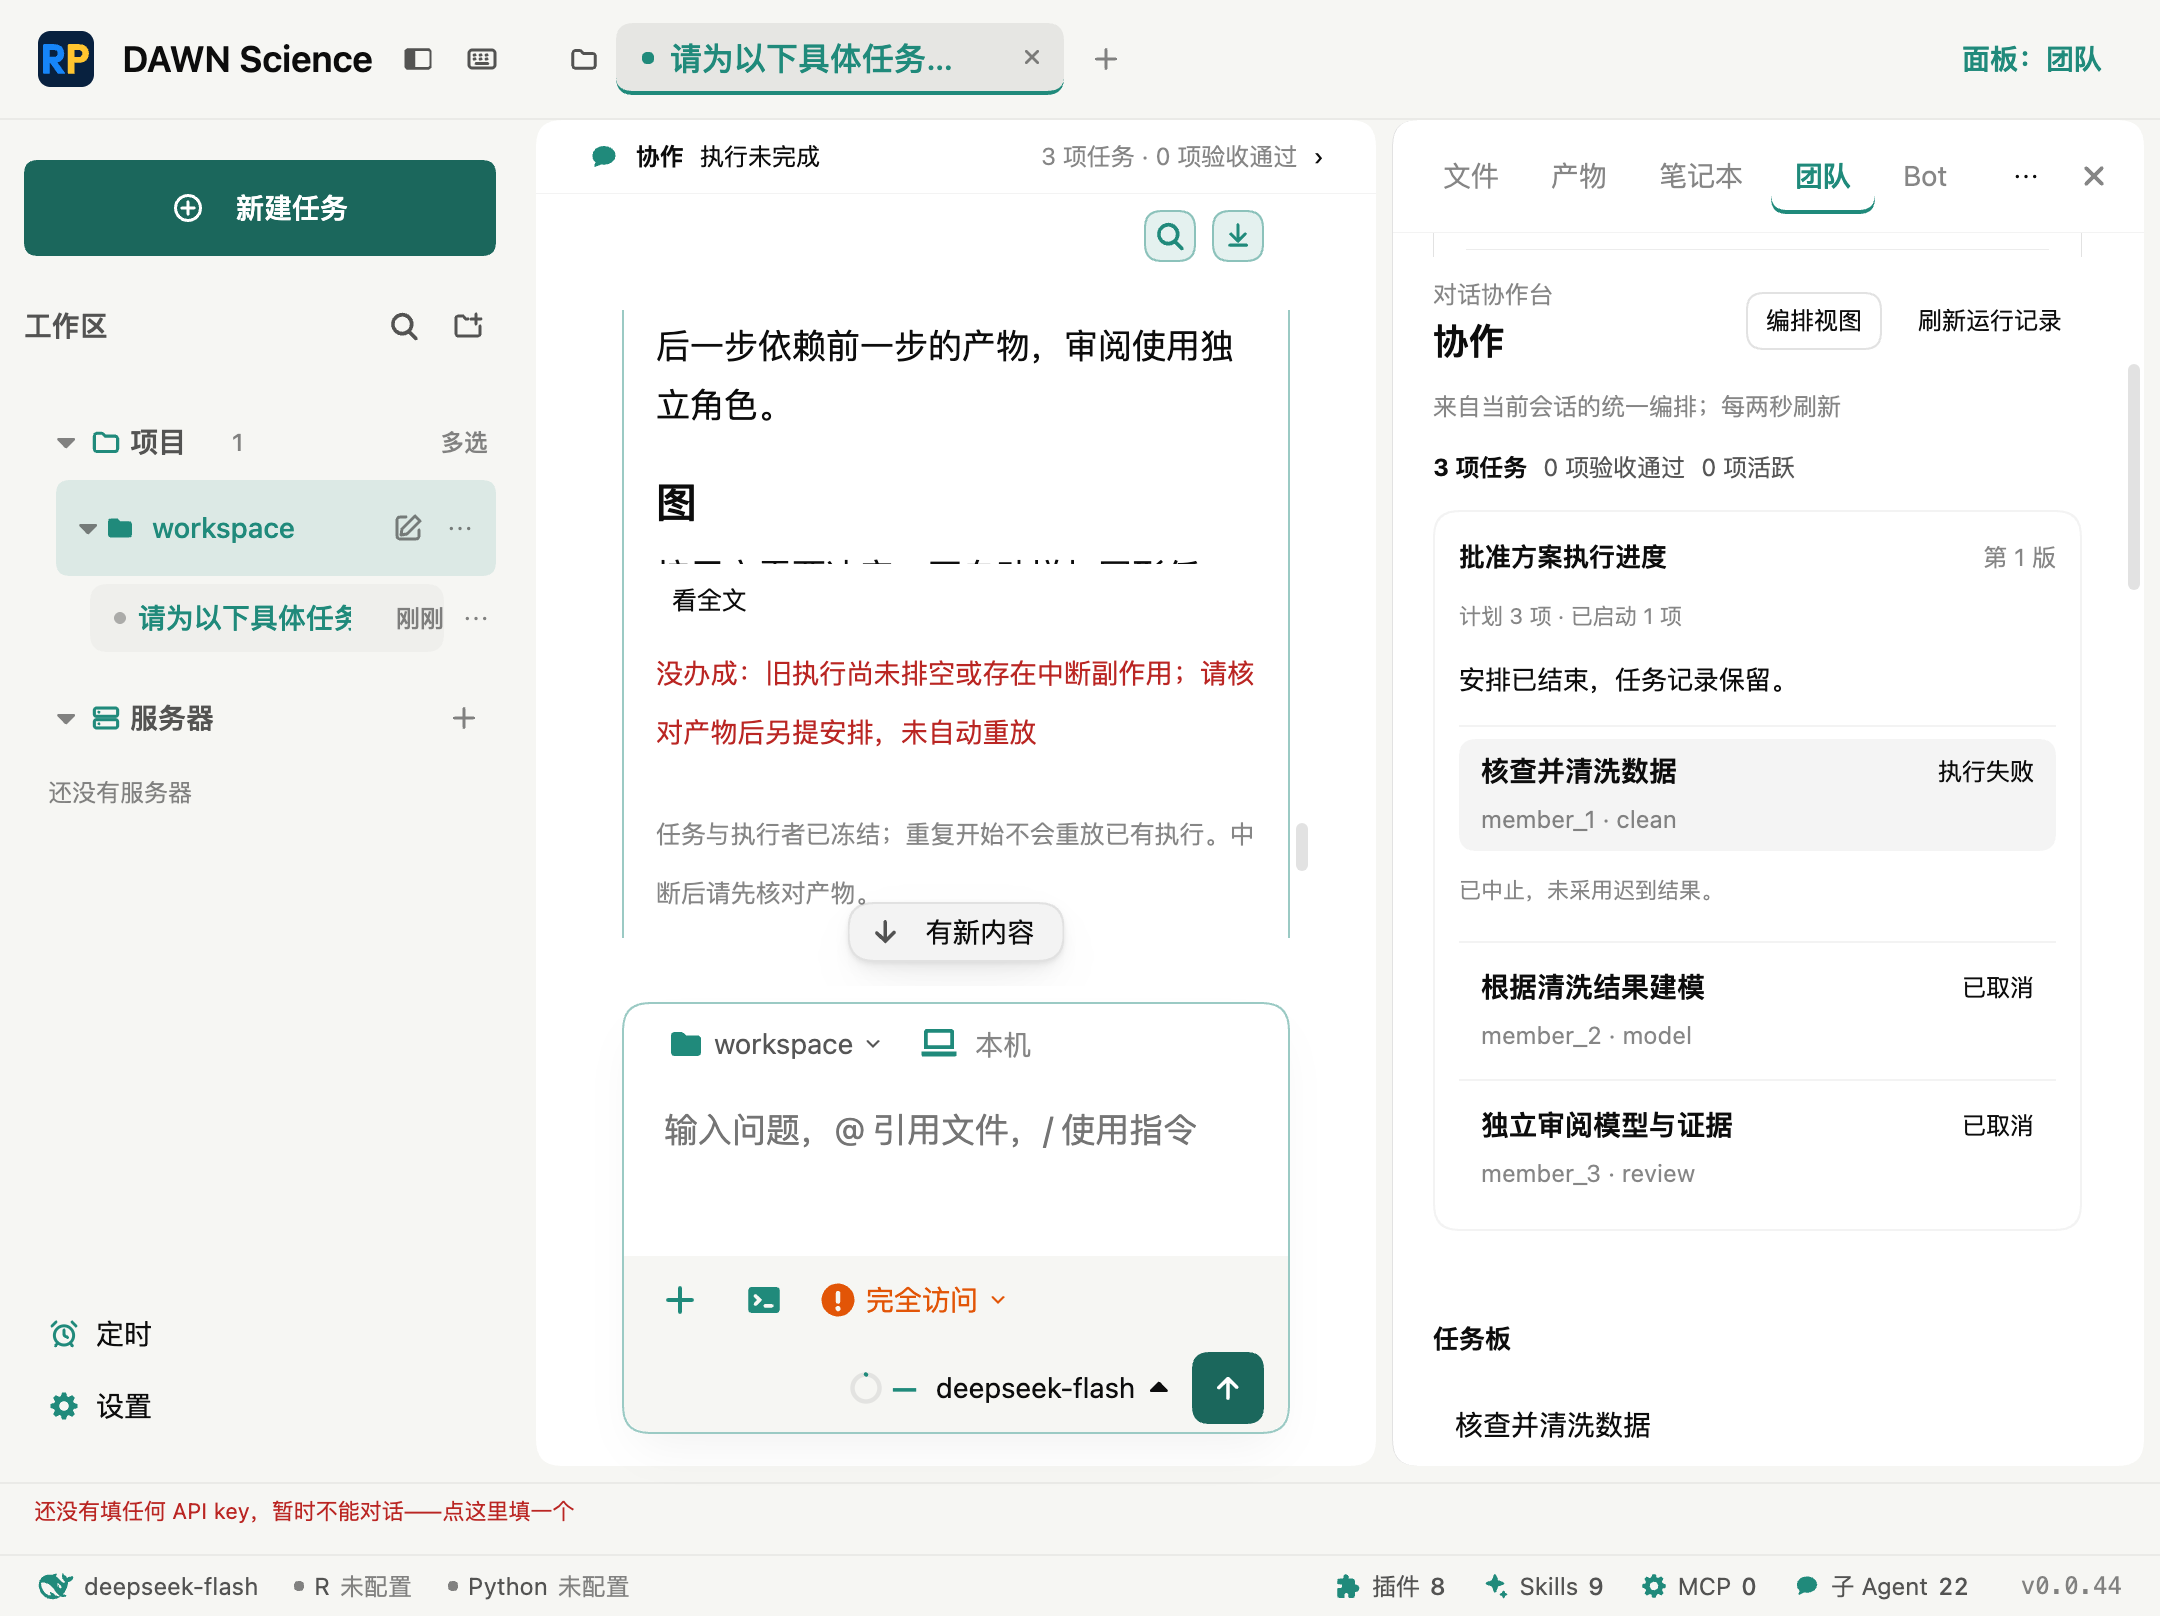 RP DAWN Science
请为以下具体任务...
面板：团队
新建任务
工作区
项目 1 多选
workspace
请为以下具体任务 刚刚
服务器
还没有服务器
定时
设置
协作 执行未完成 3 项任务 · 0 项验收通过
后一步依赖前一步的产物，审阅使用独
立角色。
图
看全文
没办成：旧执行尚未排空或存在中断副作用；请核
对产物后另提安排，未自动重放
任务与执行者已冻结；重复开始不会重放已有执行。中
断后请先核对产物。
有新内容
workspace 本机
输入问题，@ 引用文件，/ 使用指令
完全访问
deepseek-flash
文件 产物 笔记本 团队 Bot
对话协作台
协作
编排视图 刷新运行记录
来自当前会话的统一编排；每两秒刷新
3 项任务 0 项验收通过 0 项活跃
批准方案执行进度 第 1 版
计划 3 项 · 已启动 1 项
安排已结束，任务记录保留。
核查并清洗数据 执行失败
member_1 · clean
已中止，未采用迟到结果。
根据清洗结果建模 已取消
member_2 · model
独立审阅模型与证据 已取消
member_3 · review
任务板
核查并清洗数据
还没有填任何 API key，暂时不能对话——点这里填一个
deepseek-flash R 未配置 Python 未配置
插件 8 Skills 9 MCP 0 子 Agent 22 v0.0.44